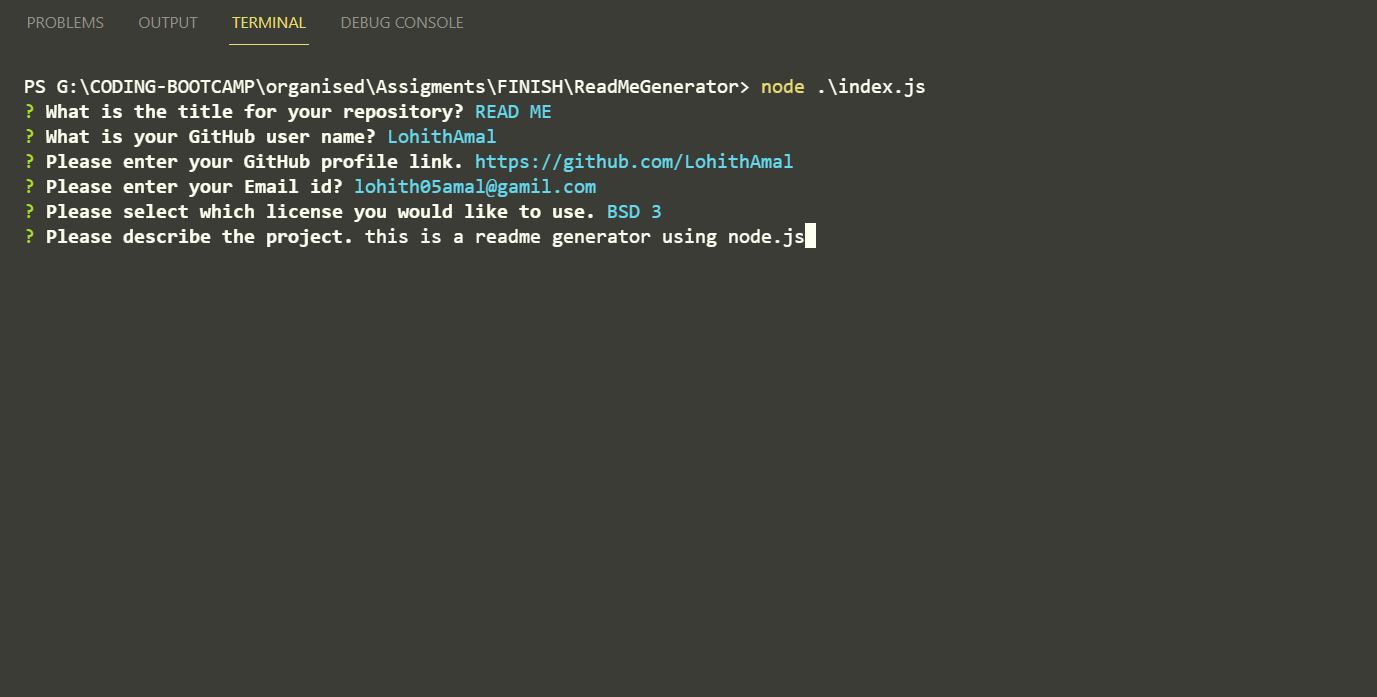 PROBLEMS OUTPUT TERMINAL DEBUG CONSOLE
PS G:\CODING-BOOTCAMP\organised\Assigments\FINISH\ReadMeGenerator> node .\index.js
? What is the title for your repository? READ ME
? What is your GitHub user name? LohithAmal
? Please enter your GitHub profile link. https://github.com/LohithAmal
? Please enter your Email id? lohith05amal@gamil.com
? Please select which license you would like to use. BSD 3
? Please describe the project. this is a readme generator using node.js